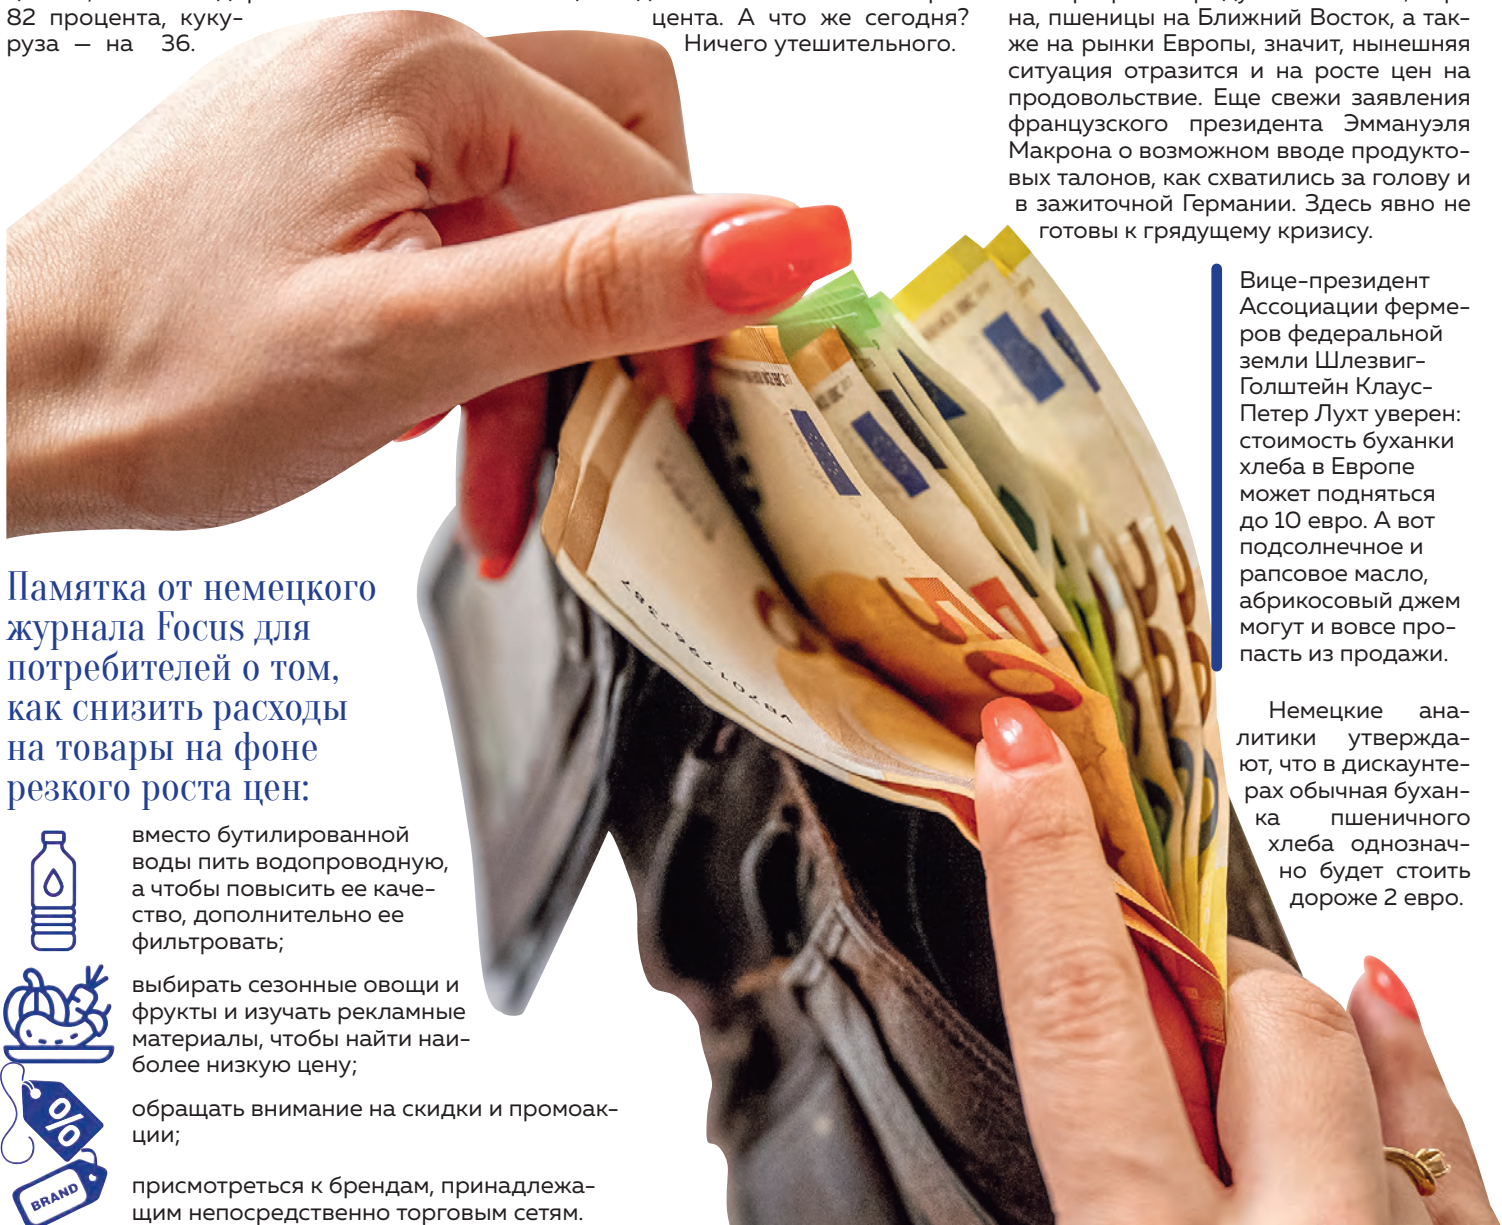 82 процента, куку-
руза — на 36.
цента. А что же сегодня?
Ничего утешительного.
на, пшеницы на Ближний Восток, а так-
же на рынки Европы, значит, нынешняя
ситуация отразится и на росте цен на
продовольствие. Еще свежи заявления
французского президента Эммануэля
Макрона о возможном вводе продукто-
вых талонов, как схватились за голову и
в зажиточной Германии. Здесь явно не
готовы к грядущему кризису.
Вице-президент
Ассоциации ферме-
ров федеральной
земли Шлезвиг-
Голштейн Клаус-
Петер Лухт уверен:
стоимость буханки
хлеба в Европе
может подняться
до 10 евро. А вот
подсолнечное и
рапсовое масло,
абрикосовый джем
могут и вовсе про-
пасть из продажи.
Немецкие ана-
литики утвержда-
ют, что в дискаунте-
рах обычная бухан-
ка пшеничного
хлеба однознач-
но будет стоить
дороже 2 евро.
Памятка от немецкого
журнала Focus для
потребителей о том,
как снизить расходы
на товары на фоне
резкого роста цен:
вместо бутилированной
воды пить водопроводную,
а чтобы повысить ее каче-
ство, дополнительно ее
фильтровать;
выбирать сезонные овощи и
фрукты и изучать рекламные
материалы, чтобы найти наи-
более низкую цену;
%
обращать внимание на скидки и промоак-
ции;
BRAND
присмотреться к брендам, принадлежа-
щим непосредственно торговым сетям.